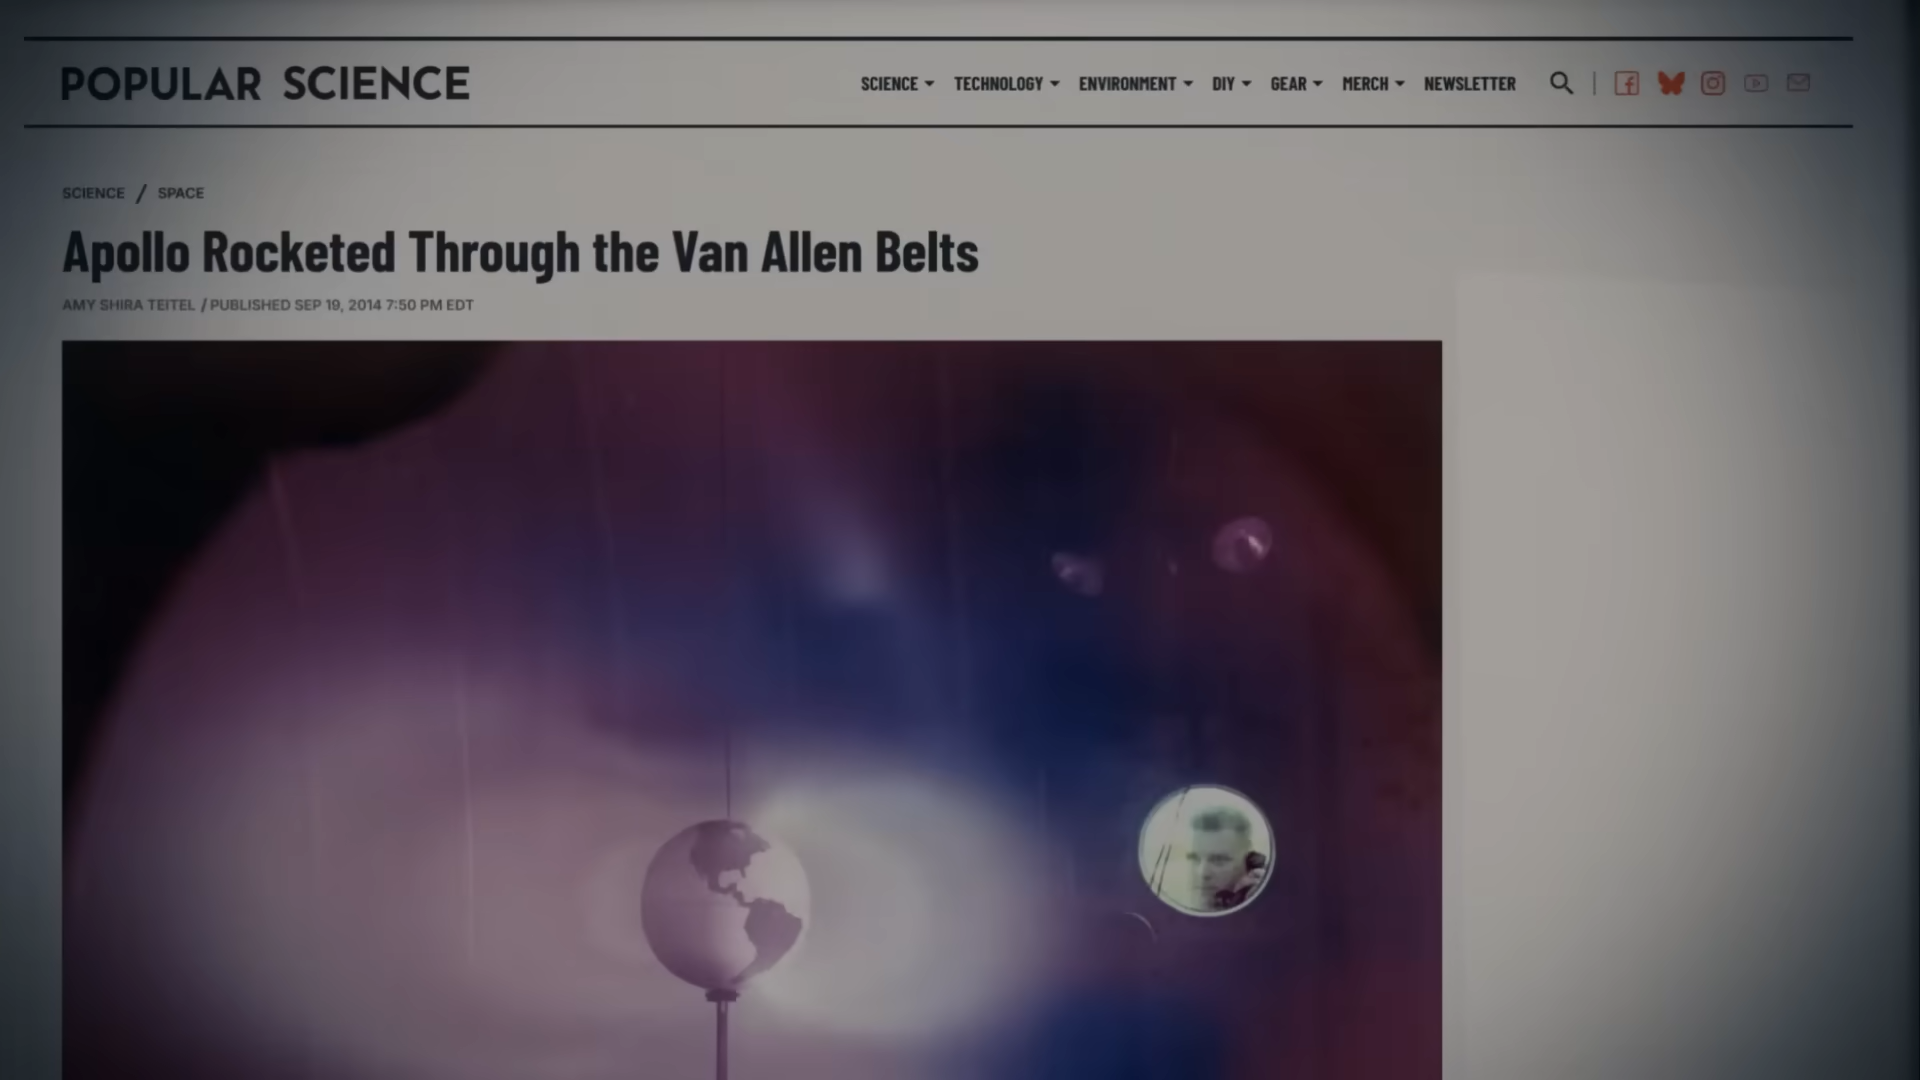 POPULAR SCIENCE
SCIENCE TECHNOLOGY ENVIRONMENT DIY GEAR MERCH NEWSLETTER
SCIENCE / SPACE
Apollo Rocketed Through the Van Allen Belts
AMY SHIRA TEITEL / PUBLISHED SEP 19, 2014 7:50 PM EDT